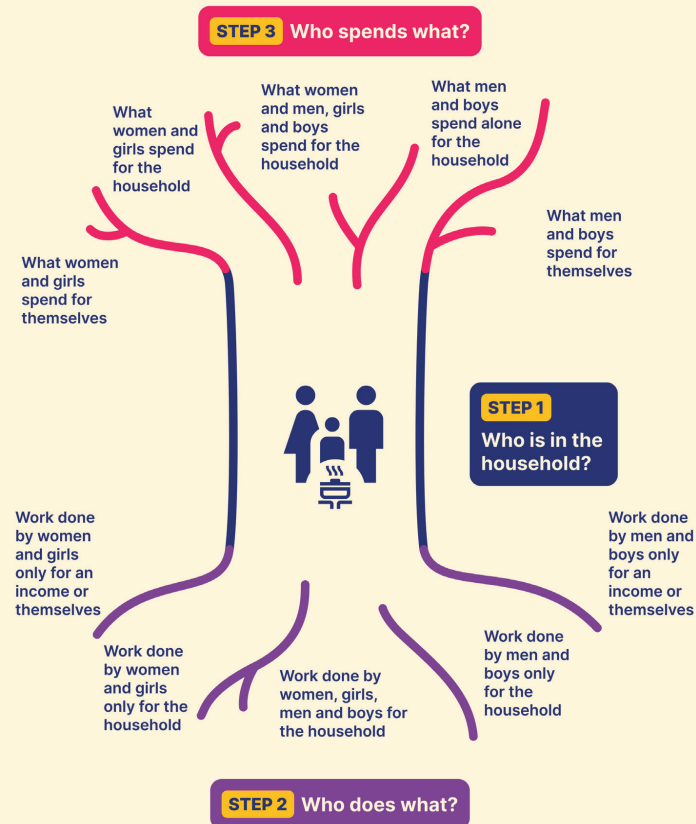 STEP 3 Who spends what?
What
women and
girls spend
for the
household
What women
and men, girls
and boys
spend for the
household
What men
and boys
spend alone
for the
household
What men
and boys
spend for
themselves
What women
and girls
spend for
themselves
STEP 1
Who is in the
household?
Work done
by women
and girls
only for an
income or
themselves
Work done
by women
and girls
only for the
household
Work done by
women, girls,
men and boys for
the household
Work done
by men and
boys only
for the
household
Work done
by men and
boys only
for an
income or
themselves
STEP 2 Who does what?